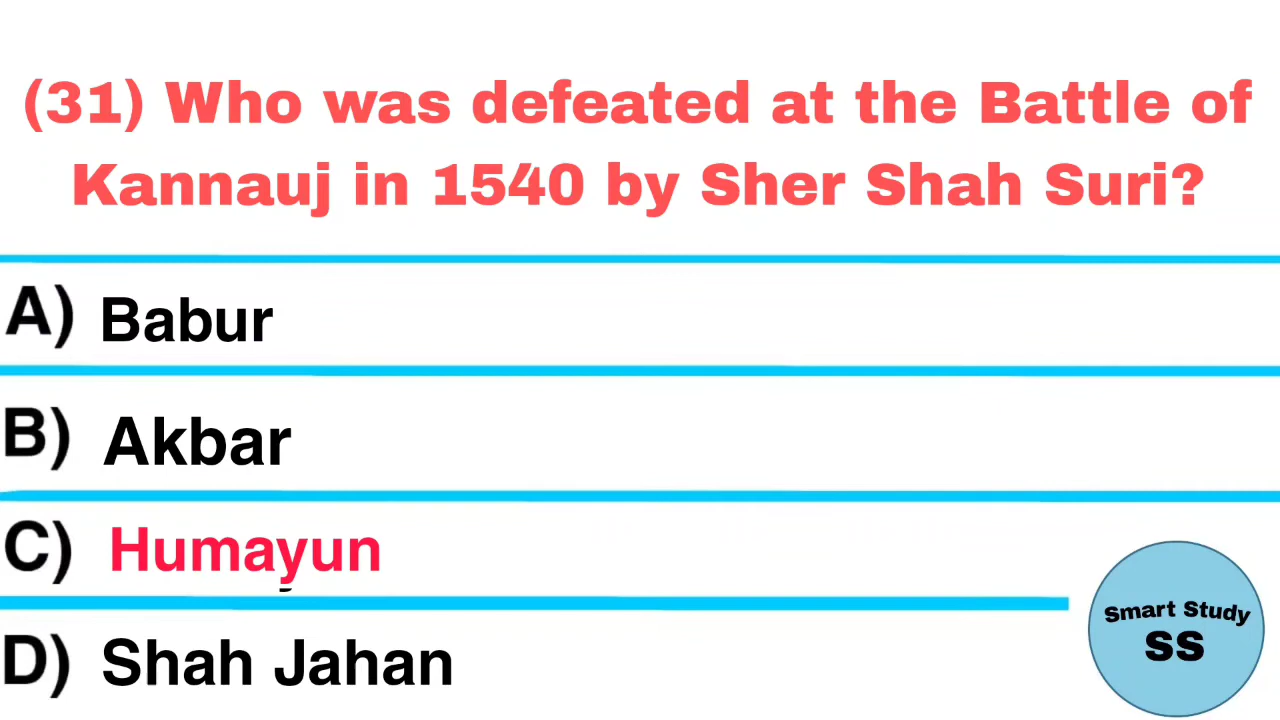 (31) Who was defeated at the Battle of
Kannauj in 1540 by Sher Shah Suri?
A) Babur
B) Akbar
C) Humayun
D) Shah Jahan
Smart Study
SS